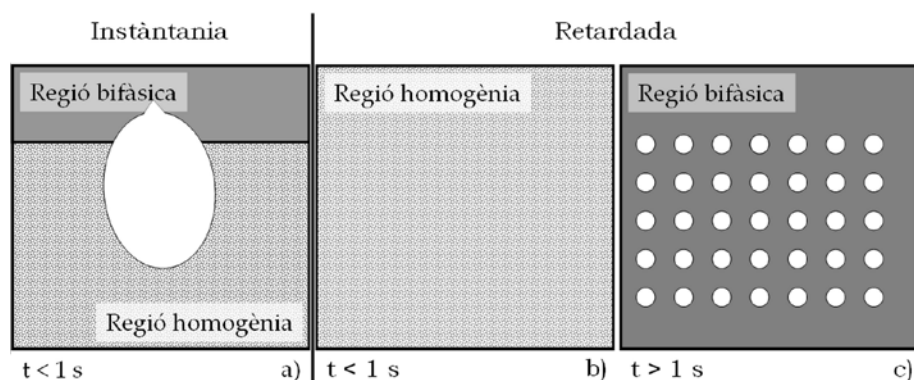 Instàntania
Retardada
Regió bifàsica
Regió homogènia
t < 1 s
a)
Regió homogènia
t < 1 s
b)
Regió bifàsica
t > 1 s
c)